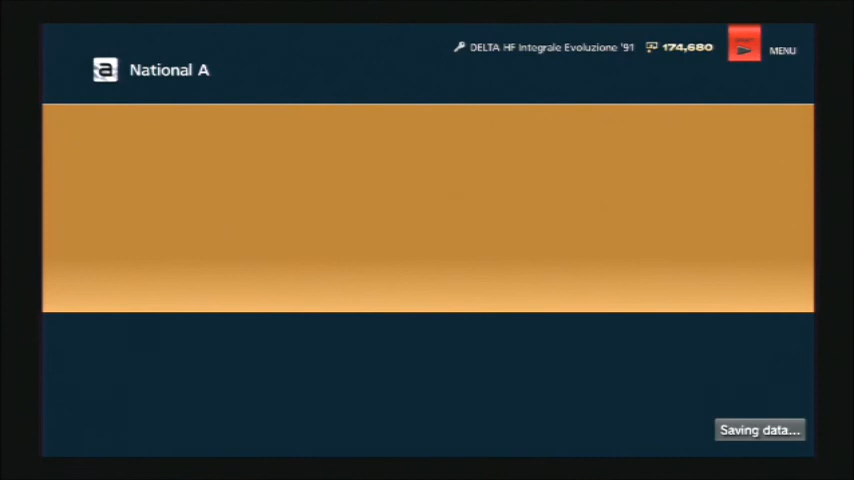 DELTA HF Integrale Evoluzione '91
174,680
MENU
a National A
Saving data...